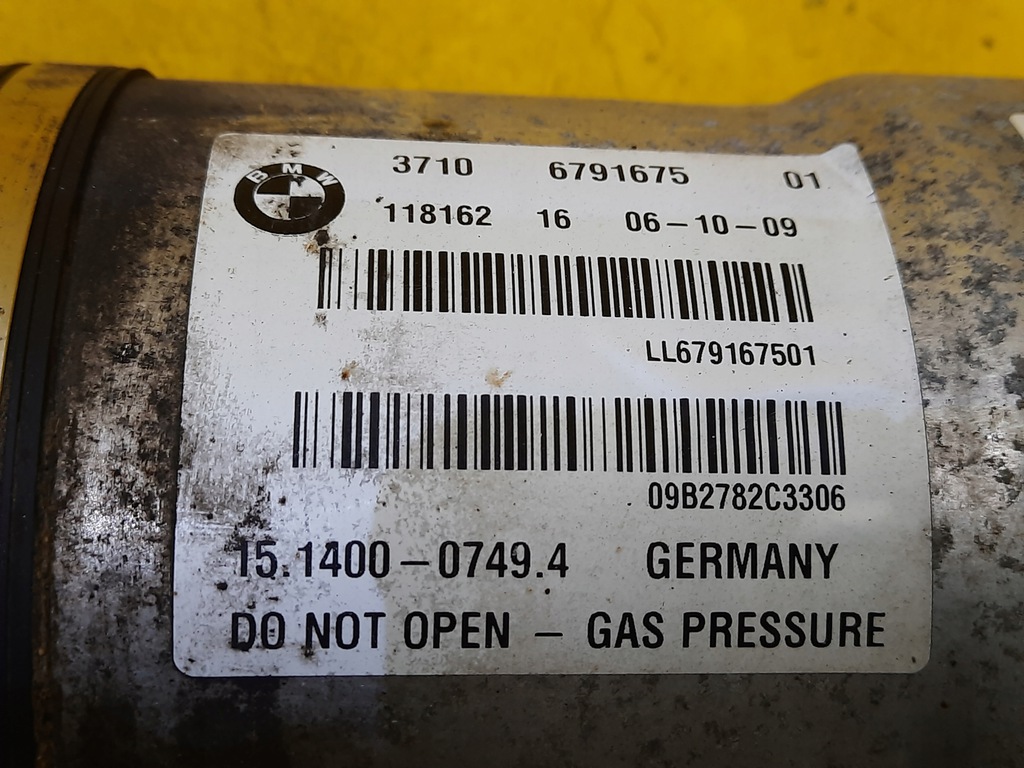 BMW
3710 6791675 01
118162 16 06-10-09
LL679167501
09B2782C3306
15.1400-0749.4 GERMANY
DO NOT OPEN - GAS PRESSURE